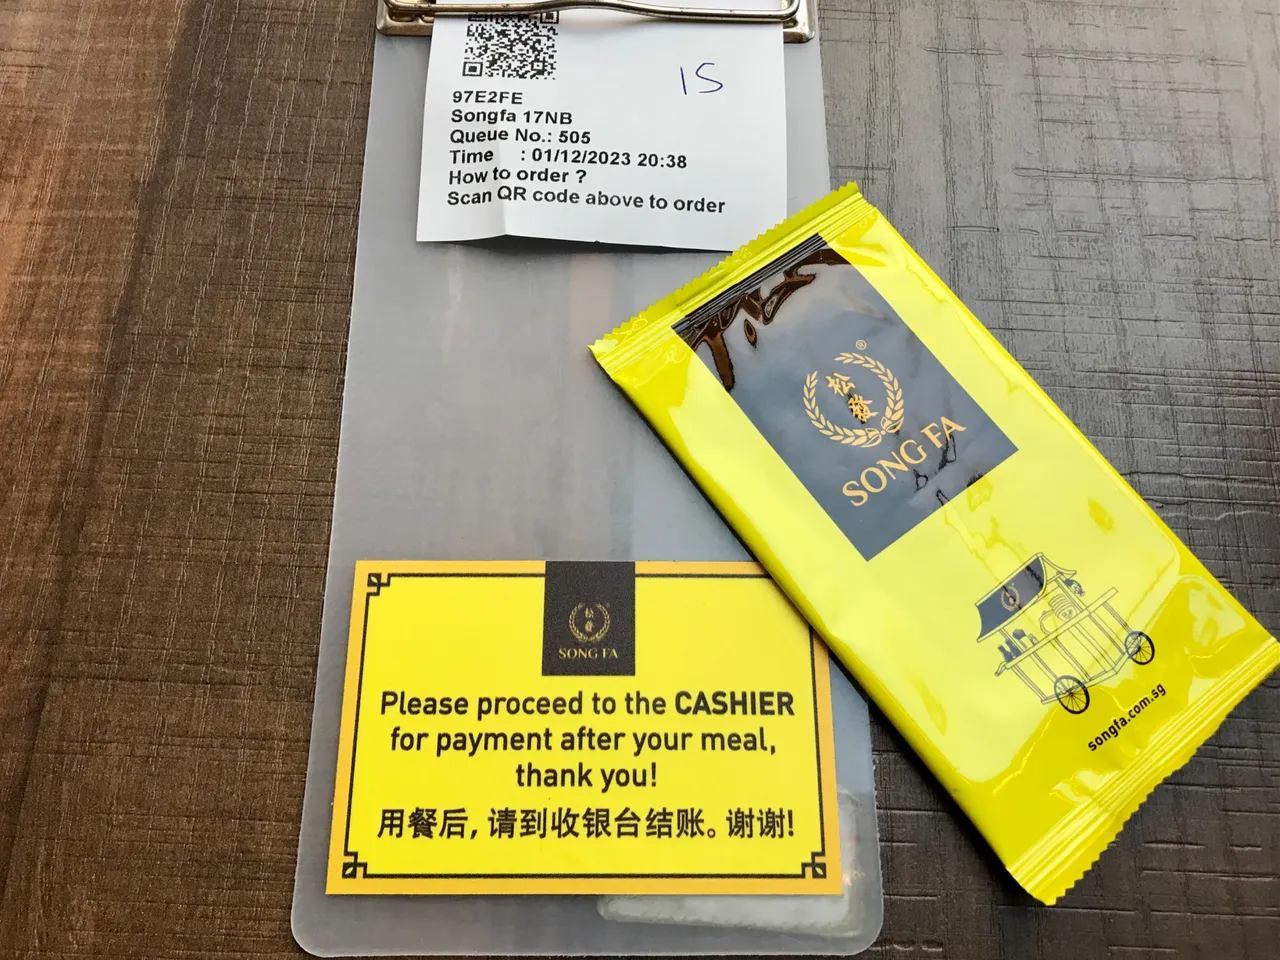 15
97E2FE
Songfa 17NB
Queue No.: 505
Time : 01/12/2023 20:38
How to order ?
Scan QR code above to order
®
松
發
SONG FA
songfa.com.sg
松
發
SONG FA
Please proceed to the CASHIER
for payment after your meal,
thank you!
用餐后, 请到收银台结账。谢谢!